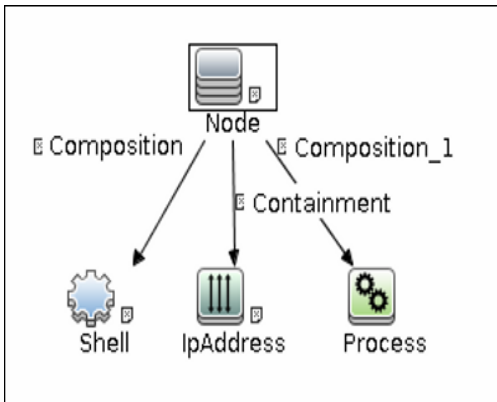 Node
Composition
Composition_1
Containment
Shell
IpAddress
Process